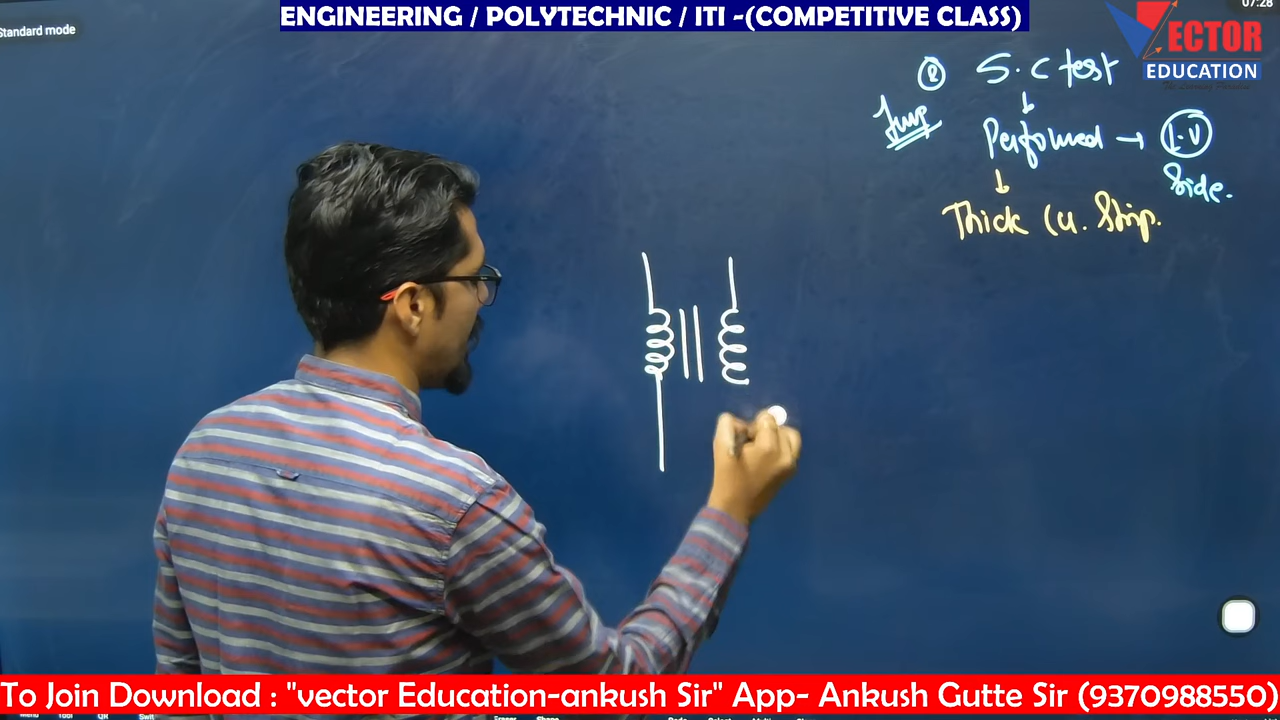 ENGINEERING / POLYTECHNIC / ITI -(COMPETITIVE CLASS)
07:28
Standard mode
VECTOR
EDUCATION
② S.C test
Imp
Perfomed → L.V
Side.
Thick Cu. Strip.
To Join Download : "vector Education-ankush Sir" App- Ankush Gutte Sir (9370988550)